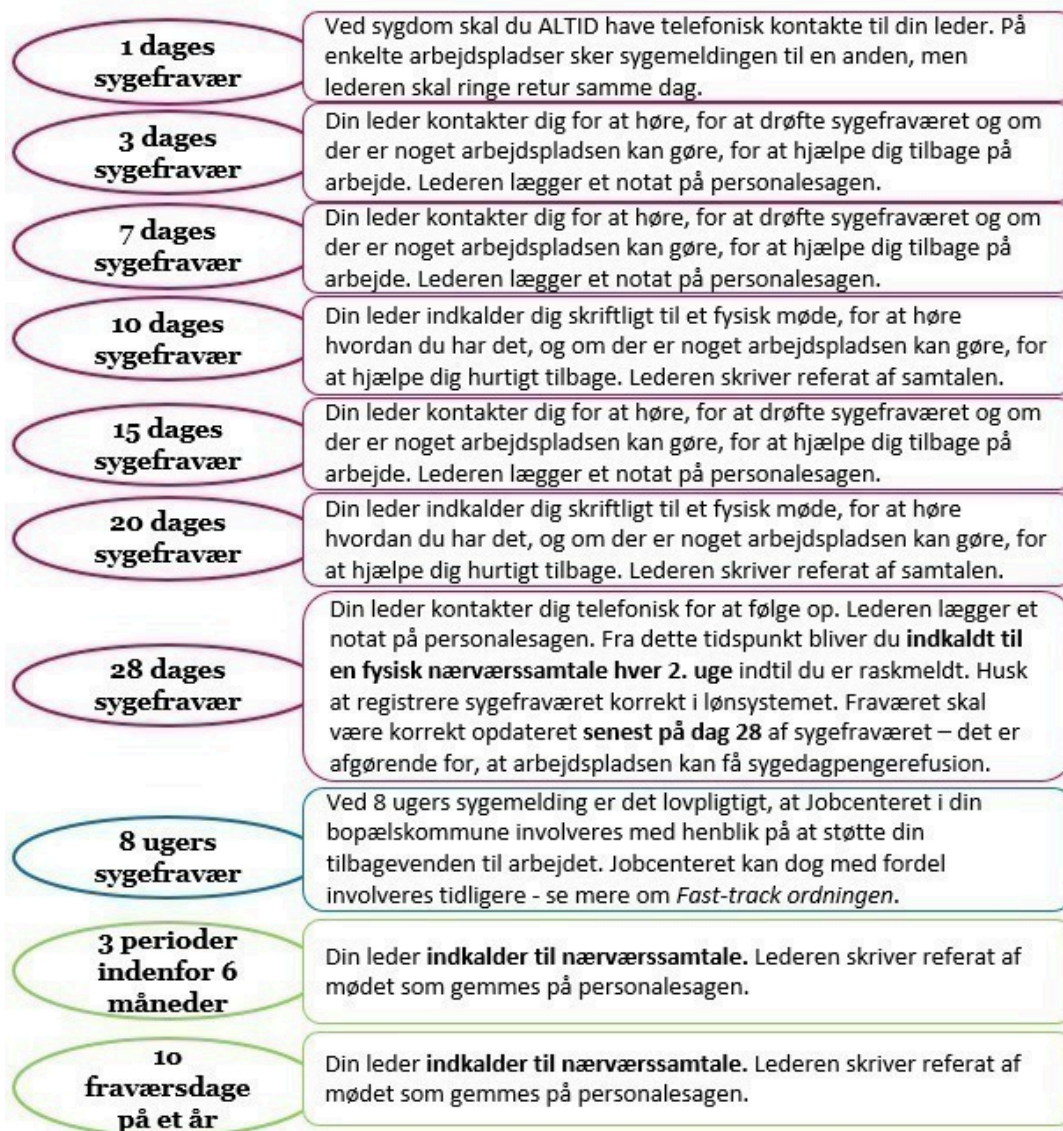 1 dages
sygefravær
Ved sygdom skal du ALTID have telefonisk kontakte til din leder. På
enkelte arbejdspladser sker sygemeldingen til en anden, men
lederen skal ringe retur samme dag.
3 dages
sygefravær
Din leder kontakter dig for at høre, for at drøfte sygefraværet og om
der er noget arbejdspladsen kan gøre, for at hjælpe dig tilbage på
arbejde. Lederen lægger et notat på personalesagen.
7 dages
sygefravær
Din leder kontakter dig for at høre, for at drøfte sygefraværet og om
der er noget arbejdspladsen kan gøre, for at hjælpe dig tilbage på
arbejde. Lederen lægger et notat på personalesagen.
10 dages
sygefravær
Din leder indkalder dig skriftligt til et fysisk møde, for at høre
hvordan du har det, og om der er noget arbejdspladsen kan gøre, for
at hjælpe dig hurtigt tilbage. Lederen skriver referat af samtalen.
15 dages
sygefravær
Din leder kontakter dig for at høre, for at drøfte sygefraværet og om
der er noget arbejdspladsen kan gøre, for at hjælpe dig tilbage på
arbejde. Lederen lægger et notat på personalesagen.
20 dages
sygefravær
Din leder indkalder dig skriftligt til et fysisk møde, for at høre
hvordan du har det, og om der er noget arbejdspladsen kan gøre, for
at hjælpe dig hurtigt tilbage. Lederen skriver referat af samtalen.
28 dages
sygefravær
Din leder kontakter dig telefonisk for at følge op. Lederen lægger et
notat på personalesagen. Fra dette tidspunkt bliver du indkaldt til
en fysisk nærværssamtale hver 2. uge indtil du er raskmeldt. Husk
at registrere sygefraværet korrekt i lønsystemet. Fraværet skal
være korrekt opdateret senest på dag 28 af sygefraværet – det er
afgørende for, at arbejdspladsen kan få sygedagpengerefusion.
8 ugers
sygefravær
Ved 8 ugers sygemelding er det lovpligtigt, at Jobcenteret i din
bopælskommune involveres med henblik på at støtte din
tilbagevenden til arbejdet. Jobcenteret kan dog med fordel
involveres tidligere - se mere om Fast-track ordningen.
3 perioder
indenfor 6
måneder
Din leder indkalder til nærværssamtale. Lederen skriver referat af
mødet som gemmes på personalesagen.
10
fraværsdage
på et år
Din leder indkalder til nærværssamtale. Lederen skriver referat af
mødet som gemmes på personalesagen.